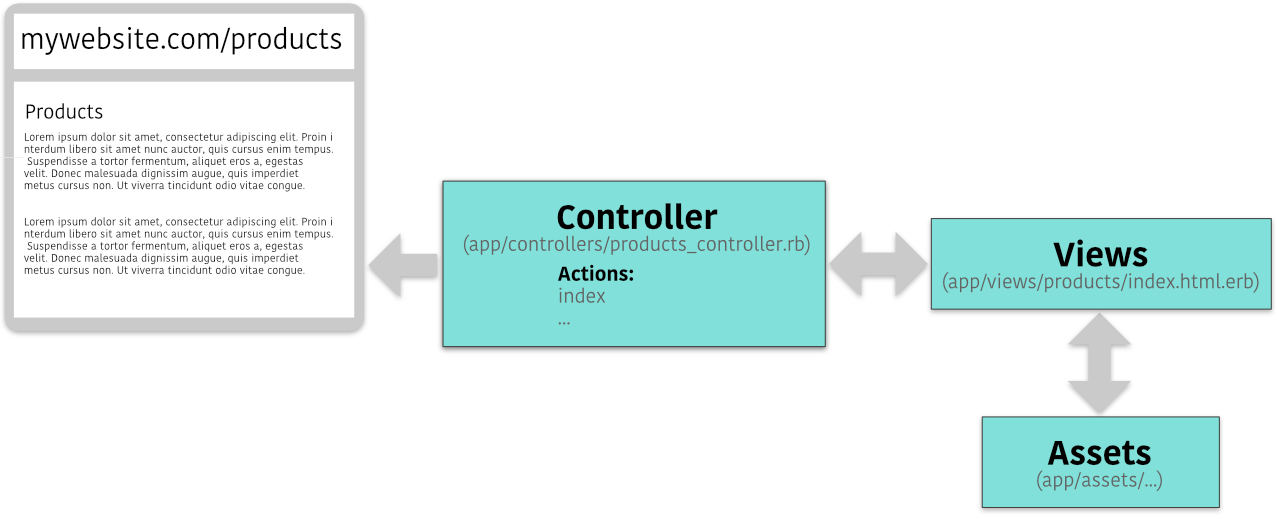 mywebsite.com/products
Products
Lorem ipsum dolor sit amet, consectetur adipiscing elit. Proin i
nterdum libero sit amet nunc auctor, quis cursus enim tempus.
Suspendisse a tortor fermentum, aliquet eros a, egestas
velit. Donec malesuada dignissim augue, quis imperdiet
metus cursus non. Ut viverra tincidunt odio vitae congue.
Lorem ipsum dolor sit amet, consectetur adipiscing elit. Proin i
nterdum libero sit amet nunc auctor, quis cursus enim tempus.
Suspendisse a tortor fermentum, aliquet eros a, egestas
velit. Donec malesuada dignissim augue, quis imperdiet
metus cursus non. Ut viverra tincidunt odio vitae congue.
Controller
(app/controllers/products_controller.rb)
Actions:
index
...
Views
(app/views/products/index.html.erb)
Assets
(app/assets/...)